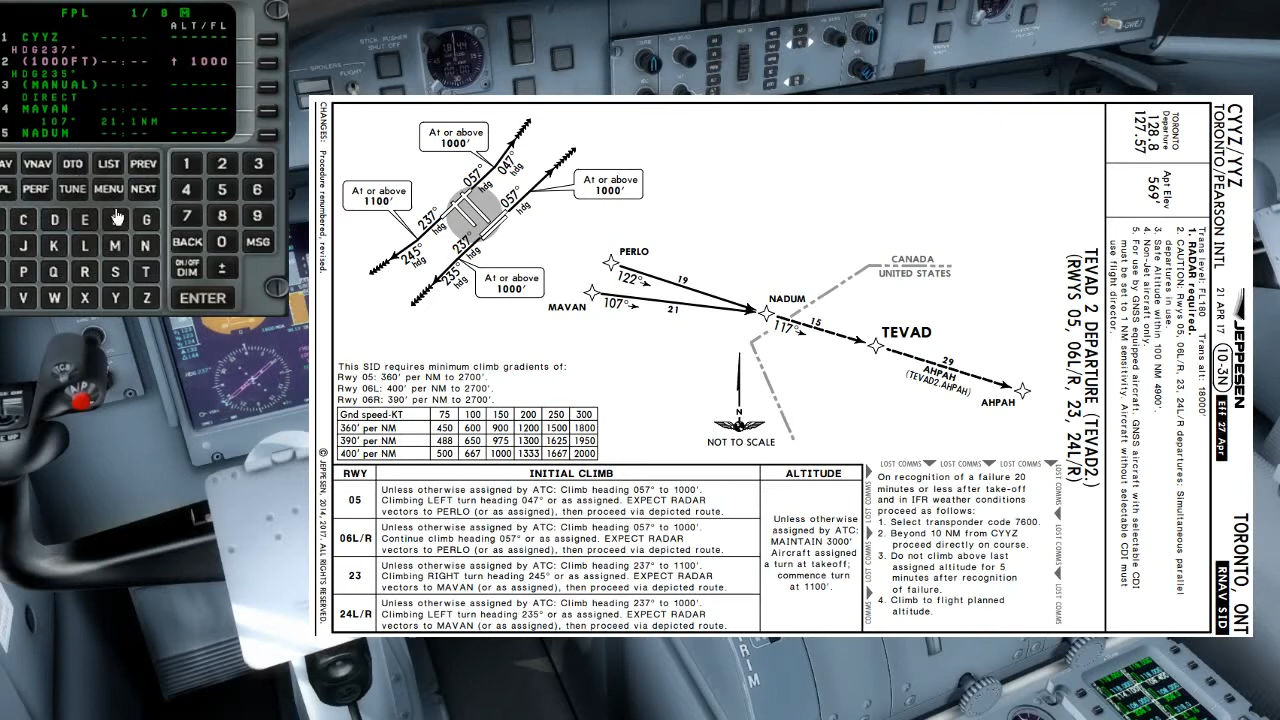 FPL 1/ 8 M
ALT/FL
1 CYYZ --:-- ------
HDG237°
2 (1000FT)--:-- ↑ 1000
HDG235°
3 (MANUAL)--:-- ------
DIRECT
4 MAVAN --:-- ------
107° 21.1NM
5 NADUM --:-- ------
NAV VNAV DTO LIST PREV 1 2 3
FPL PERF TUNE MENU NEXT 4 5 6
C D E G 7 8 9
J K L M N BACK 0 MSG
P Q R S T ON/OFF DIM ±
V W X Y Z ENTER
STICK PUSHER
SHUT OFF
SPOILERS
FLIGHT
FLAP
TRIM
CHANGES: Procedure renumbered, revised.
© JEPPESEN, 2014, 2017. ALL RIGHTS RESERVED.
At or above
1000'
At or above
1100'
At or above
1000'
At or above
1000'
057° hdg
047° hdg
057° hdg
237° hdg
245° hdg
237° hdg
235° hdg
PERLO
122°
19
MAVAN
107°
21
NADUM
117°
15
TEVAD
29
AHPAH
(TEVAD2.AHPAH)
AHPAH
CANADA
UNITED STATES
N
NOT TO SCALE
This SID requires minimum climb gradients of:
Rwy 05: 360' per NM to 2700'.
Rwy 06L: 400' per NM to 2700'.
Rwy 06R: 390' per NM to 2700'.
Gnd speed-KT 75 100 150 200 250 300
360' per NM 450 600 900 1200 1500 1800
390' per NM 488 650 975 1300 1625 1950
400' per NM 500 667 1000 1333 1667 2000
RWY INITIAL CLIMB ALTITUDE
05
Unless otherwise assigned by ATC: Climb heading 057° to 1000'.
Climbing LEFT turn heading 047° or as assigned. EXPECT RADAR
vectors to PERLO (or as assigned), then proceed via depicted route.
06L/R
Unless otherwise assigned by ATC: Climb heading 057° to 1000'.
Continue climb heading 057° or as assigned. EXPECT RADAR
vectors to PERLO (or as assigned), then proceed via depicted route.
23
Unless otherwise assigned by ATC: Climb heading 237° to 1100'.
Climbing RIGHT turn heading 245° or as assigned. EXPECT RADAR
vectors to MAVAN (or as assigned), then proceed via depicted route.
24L/R
Unless otherwise assigned by ATC: Climb heading 237° to 1000'.
Climbing LEFT turn heading 235° or as assigned. EXPECT RADAR
vectors to MAVAN (or as assigned), then proceed via depicted route.
Unless otherwise
assigned by ATC:
MAINTAIN 3000'
Aircraft assigned
a turn at takeoff;
commence turn
at 1100'.
LOST COMMS LOST COMMS LOST COMMS
On recognition of a failure 20
minutes or less after take-off
and in IFR weather conditions
proceed as follows:
1. Select transponder code 7600.
2. Beyond 10 NM from CYYZ
proceed directly on course.
3. Do not climb above last
assigned altitude for 5
minutes after recognition
of failure.
4. Climb to flight planned
altitude.
CYYZ/YYZ
TORONTO/PEARSON INTL
JEPPESEN
21 APR 17 10-3N Eff 27 Apr
TORONTO, ONT
RNAV SID
TORONTO
Departure
128.8
127.57
Apt Elev
569'
Trans level: FL180 Trans alt: 18000'
1. RADAR required.
2. CAUTION: Rwys 05, 06L/R, 23, 24L/R departures: Simultaneous parallel
departures in use.
3. Safe Altitude within 100 NM 4900'.
4. Non-Jet aircraft only.
5. For use by GNSS equipped aircraft. GNSS aircraft with selectable CDI
must be set to 1 NM sensitivity. Aircraft without selectable CDI must
use flight director.
TEVAD 2 DEPARTURE (TEVAD2.)
(RWYS 05, 06L/R, 23, 24L/R)